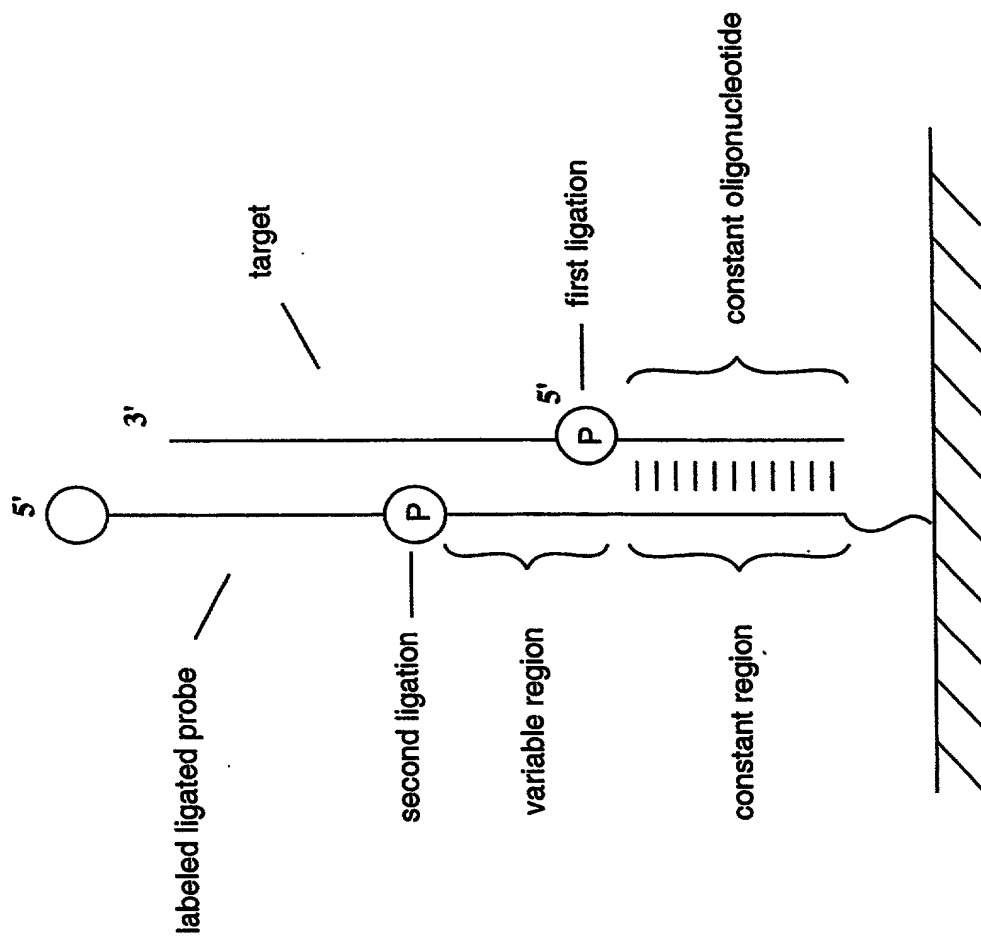 5'
labeled ligated probe
3'
target
second ligation
P
5'
P
first ligation
variable region
constant region
constant oligonucleotide